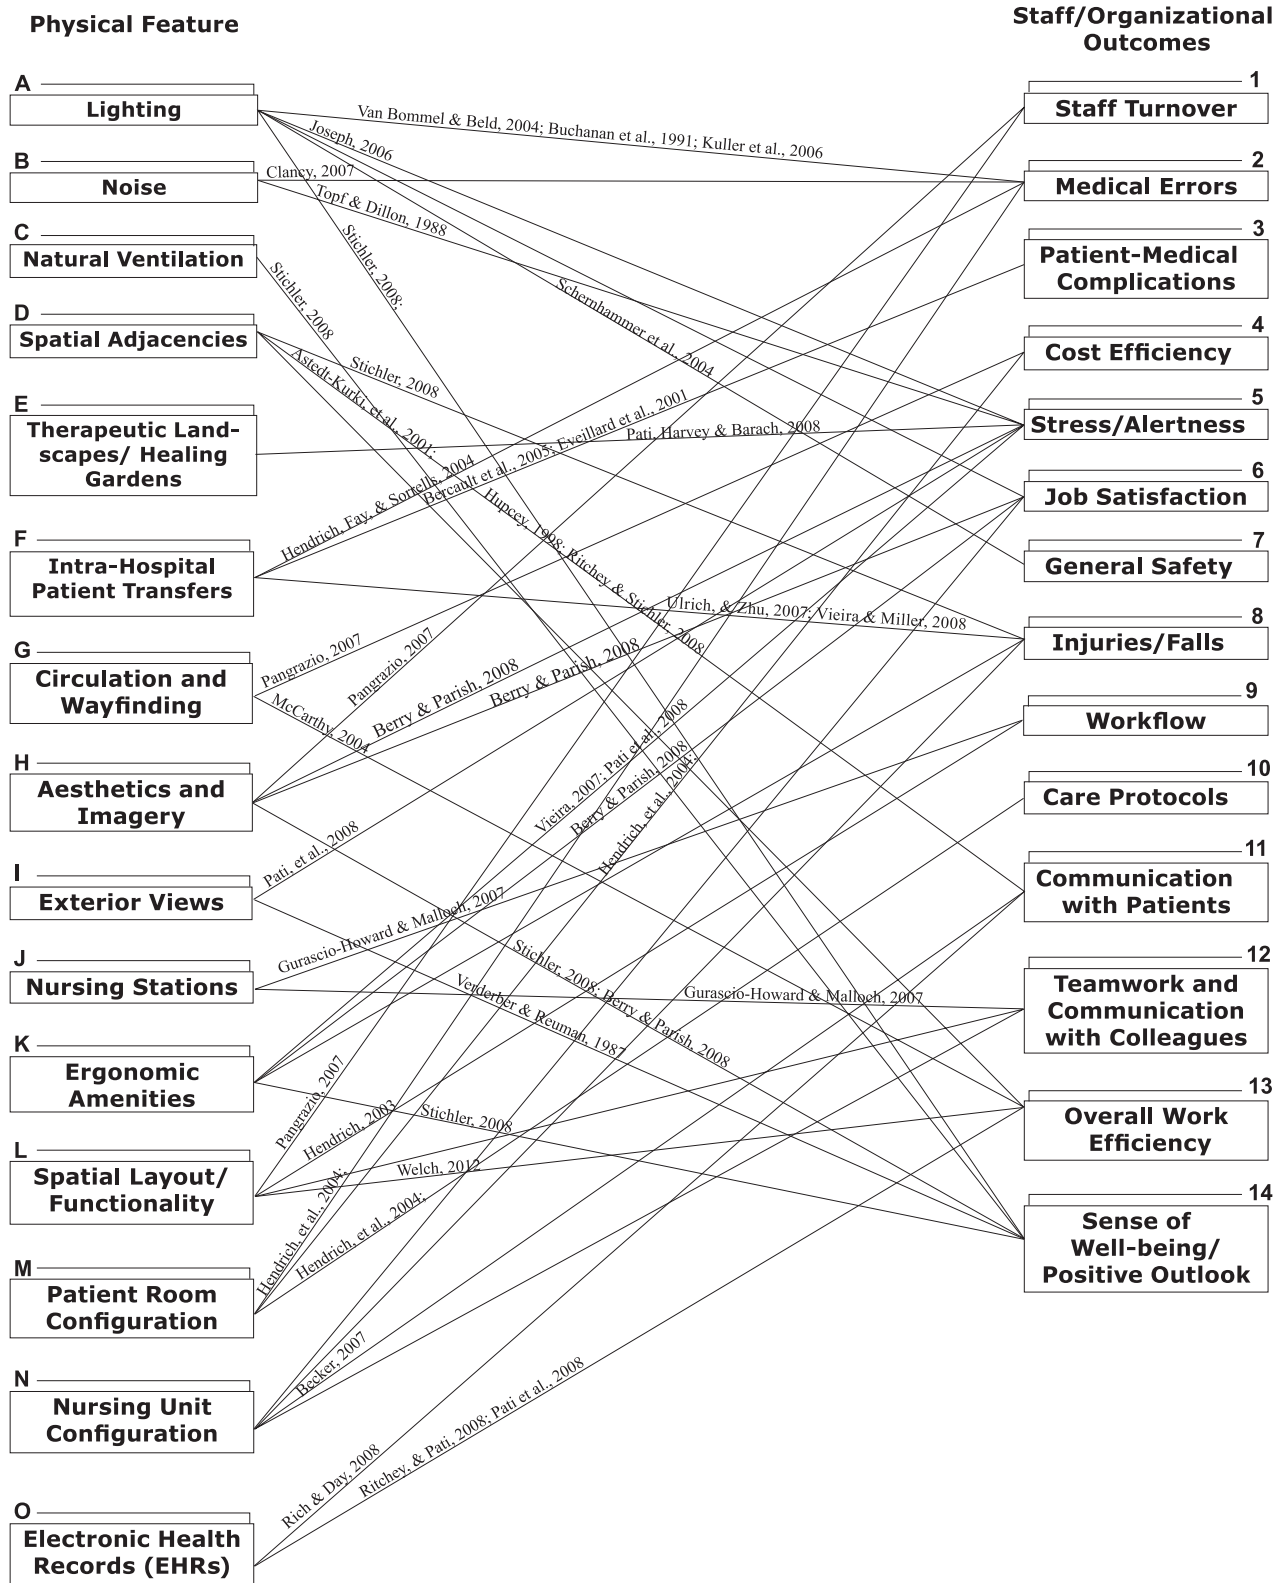 Physical Feature
Staff/Organizational
Outcomes
A
Lighting
B
Noise
C
Natural Ventilation
D
Spatial Adjacencies
E
Therapeutic Land-
scapes/ Healing
Gardens
F
Intra-Hospital
Patient Transfers
G
Circulation and
Wayfinding
H
Aesthetics and
Imagery
I
Exterior Views
J
Nursing Stations
K
Ergonomic
Amenities
L
Spatial Layout/
Functionality
M
Patient Room
Configuration
N
Nursing Unit
Configuration
O
Electronic Health
Records (EHRs)
Van Bommel & Beld, 2004; Buchanan et al., 1991; Kuller et al., 2006
Joseph, 2006
Clancy, 2007
Topf & Dillon, 1988
Stichler, 2008;
Stichler, 2008
Schernhammer et al., 2004
Stichler, 2008
Astedt-Kurki, et al., 2001;
Hupcey, 1998; Ritchey & Stichler, 2008
Pati, Harvey & Barach, 2008
Hendrich, Fay, & Sorrells, 2004
Bercault et al., 2005; Eveillard et al., 2001
Ulrich, & Zhu, 2007; Vieira & Miller, 2008
Pangrazio, 2007
McCarthy, 2004
Pangrazio, 2007
Berry & Parish, 2008
Berry & Parish, 2008
Pati, et al., 2008
Vieira, 2007; Pati et al., 2008
Berry & Parish, 2008
Hendrich, et al., 2004;
Gurascio-Howard & Malloch, 2007
Stichler, 2008; Berry & Parish, 2008
Verderber & Reuman, 1987
Gurascio-Howard & Malloch, 2007
Pangrazio, 2007
Hendrich, 2003
Stichler, 2008
Welch, 2012
Hendrich, et al., 2004;
Hendrich, et al., 2004;
Becker, 2007
Rich & Day, 2008
Ritchey, & Pati, 2008; Pati et al., 2008
1
Staff Turnover
2
Medical Errors
3
Patient-Medical
Complications
4
Cost Efficiency
5
Stress/Alertness
6
Job Satisfaction
7
General Safety
8
Injuries/Falls
9
Workflow
10
Care Protocols
11
Communication
with Patients
12
Teamwork and
Communication
with Colleagues
13
Overall Work
Efficiency
14
Sense of
Well-being/
Positive Outlook